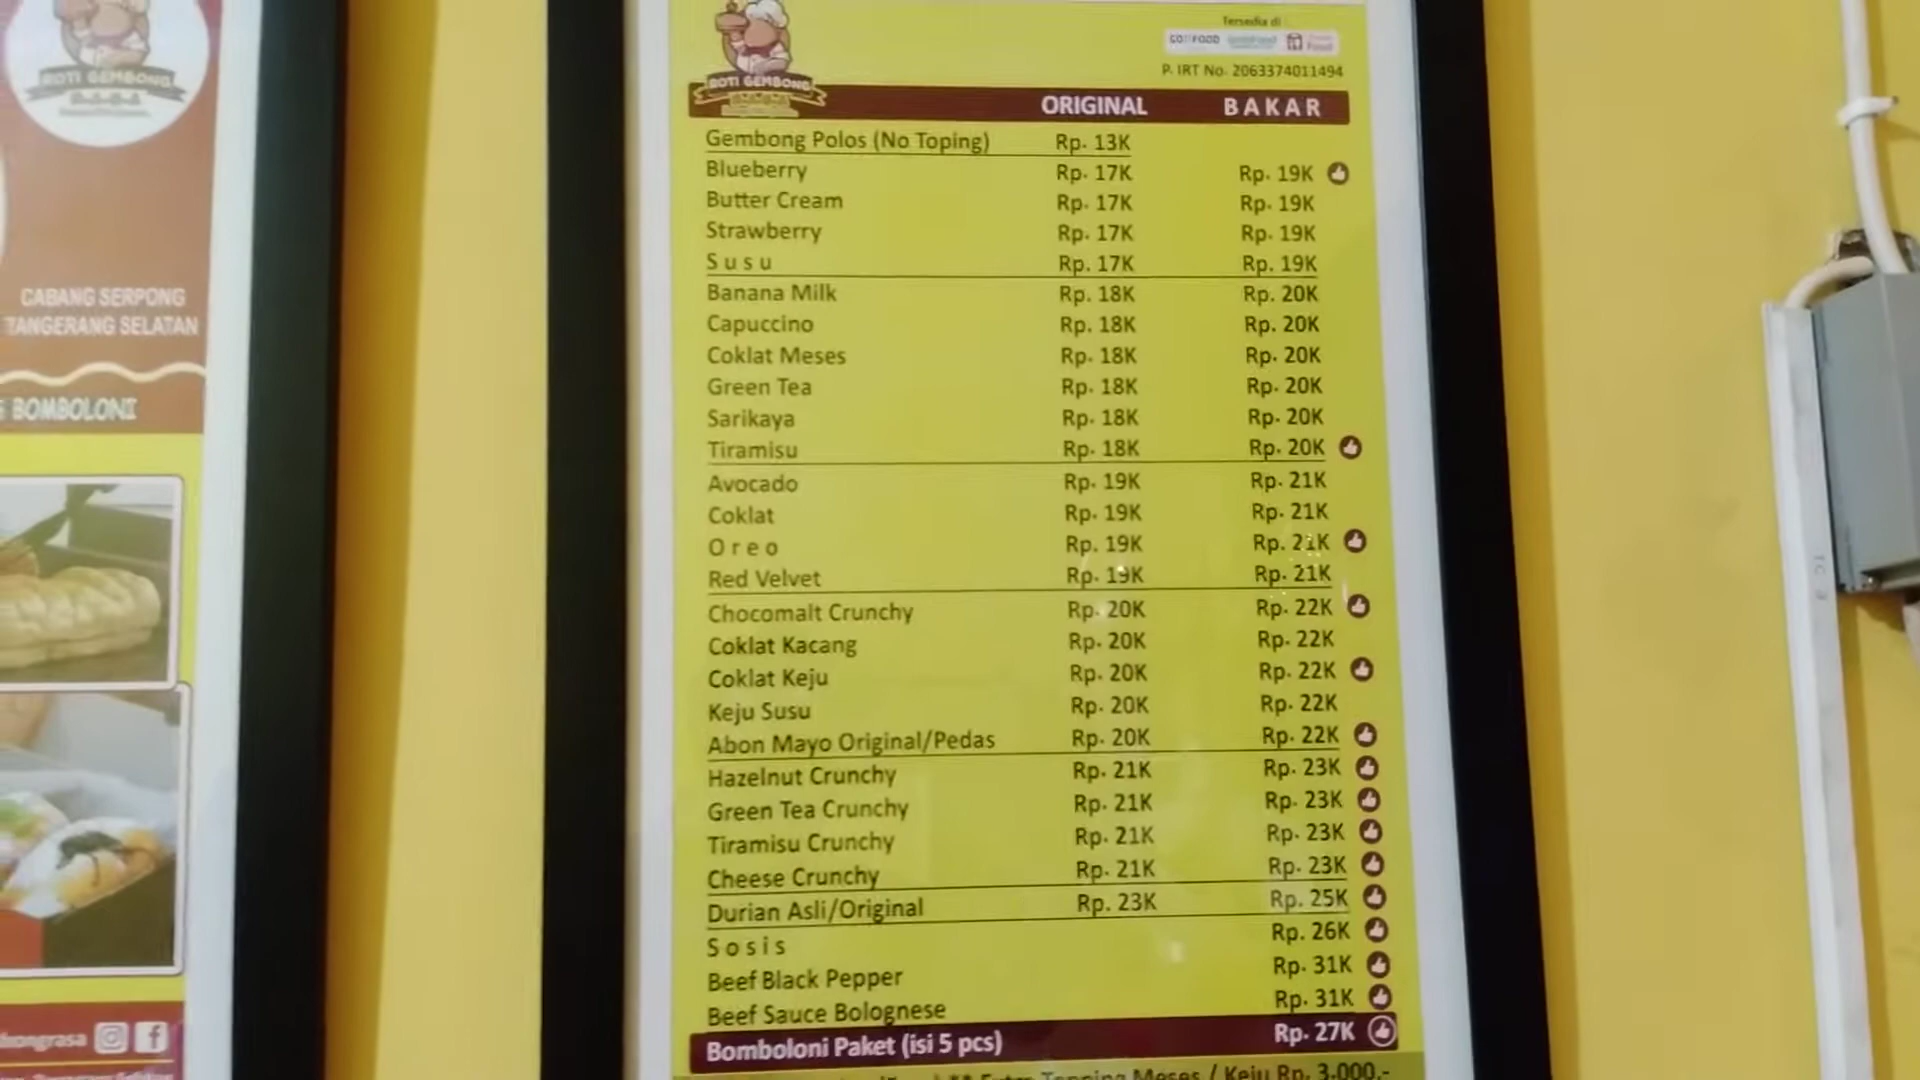 ROTI GEMBONG
CABANG SERPONG
TANGERANG SELATAN
BOMBOLONI
Tersedia di
GOFOOD
Food
P. IRT No. 2063374011494
ROTI GEMBONG
ORIGINAL BAKAR
Gembong Polos (No Toping) Rp. 13K
Blueberry Rp. 17K Rp. 19K
Butter Cream Rp. 17K Rp. 19K
Strawberry Rp. 17K Rp. 19K
Susu Rp. 17K Rp. 19K
Banana Milk Rp. 18K Rp. 20K
Capuccino Rp. 18K Rp. 20K
Coklat Meses Rp. 18K Rp. 20K
Green Tea Rp. 18K Rp. 20K
Sarikaya Rp. 18K Rp. 20K
Tiramisu Rp. 18K Rp. 20K
Avocado Rp. 19K Rp. 21K
Coklat Rp. 19K Rp. 21K
Oreo Rp. 19K Rp. 21K
Red Velvet Rp. 19K Rp. 21K
Chocomalt Crunchy Rp. 20K Rp. 22K
Coklat Kacang Rp. 20K Rp. 22K
Coklat Keju Rp. 20K Rp. 22K
Keju Susu Rp. 20K Rp. 22K
Abon Mayo Original/Pedas Rp. 20K Rp. 22K
Hazelnut Crunchy Rp. 21K Rp. 23K
Green Tea Crunchy Rp. 21K Rp. 23K
Tiramisu Crunchy Rp. 21K Rp. 23K
Cheese Crunchy Rp. 21K Rp. 23K
Durian Asli/Original Rp. 23K Rp. 25K
Sosis Rp. 26K
Beef Black Pepper Rp. 31K
Beef Sauce Bolognese Rp. 31K
Bomboloni Paket (isi 5 pcs) Rp. 27K
Extra Topping Meses / Keju Rp. 3.000,-